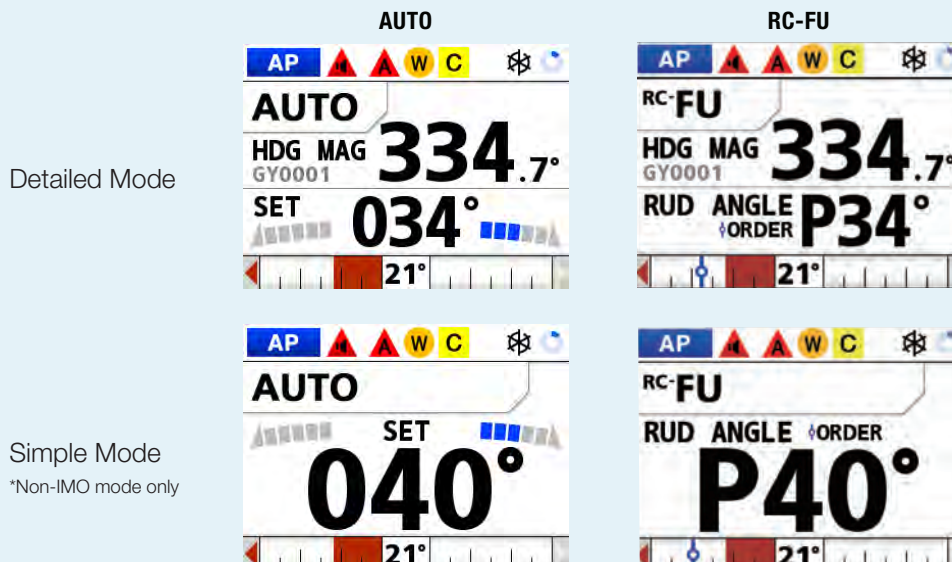 AUTO
RC-FU
AP A W C
AP A W C
AUTO
RC-FU
Detailed Mode
HDG MAG 334.7°
GY0001
HDG MAG 334.7°
GY0001
SET 034°
RUD ANGLE P34°
ORDER
21°
21°
AP A W C
AP A W C
AUTO
RC-FU
Simple Mode
*Non-IMO mode only
SET
040°
RUD ANGLE ORDER
P40°
21°
21°